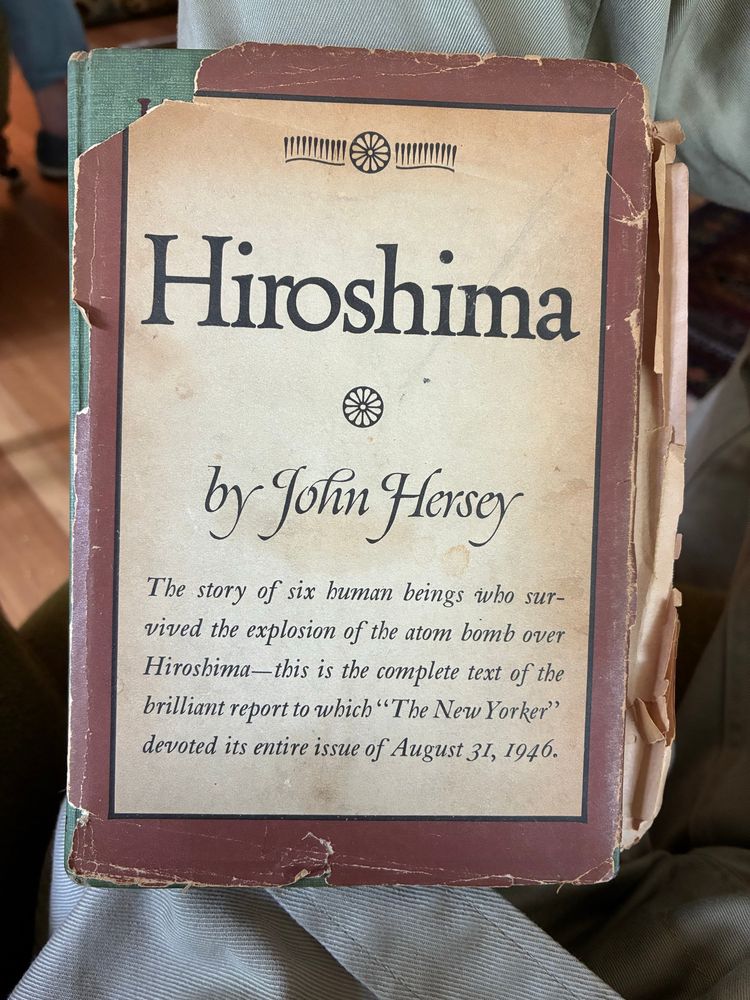 Hiroshima
by John Hersey
The story of six human beings who sur-
vived the explosion of the atom bomb over
Hiroshima—this is the complete text of the
brilliant report to which “The New Yorker”
devoted its entire issue of August 31, 1946.